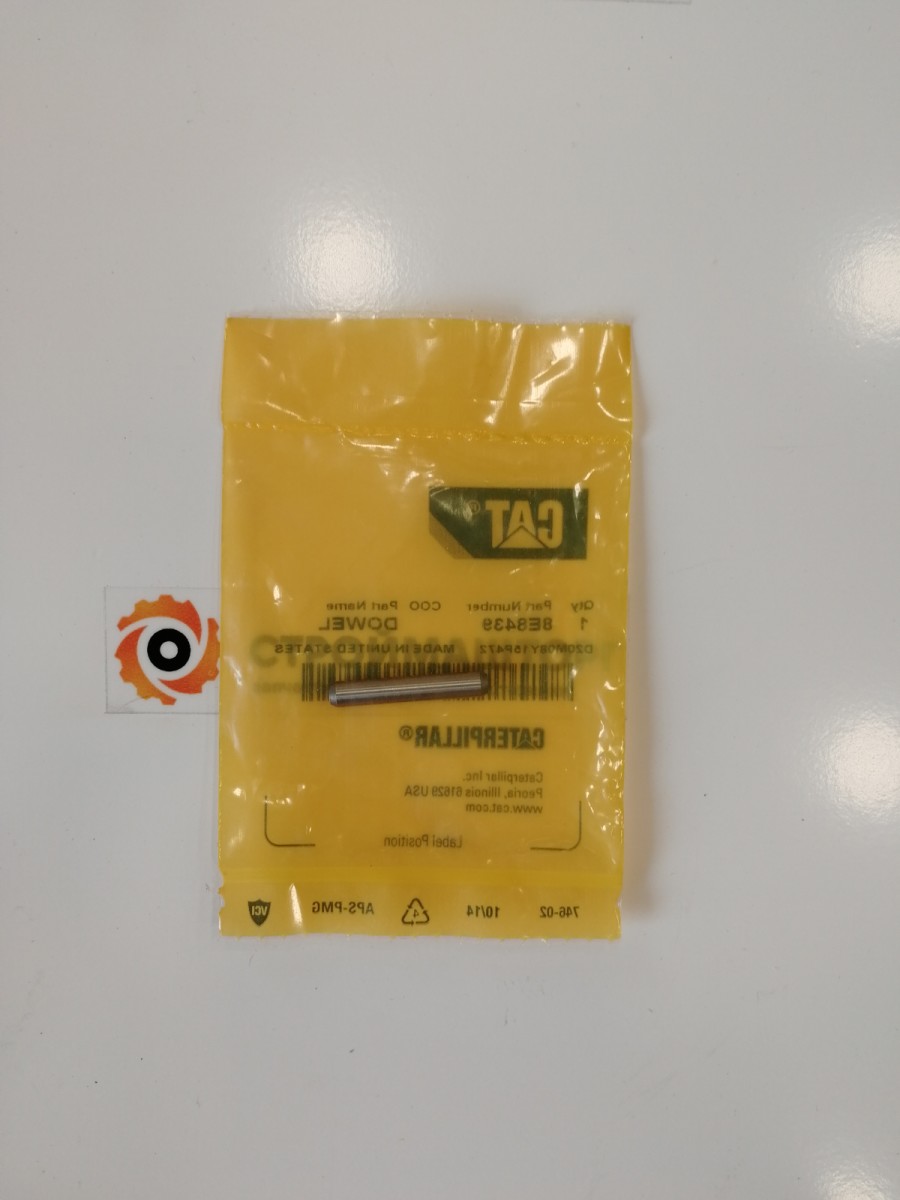 CAT®
Qty Part Number COO Part Name
1 8E8439 DOWEL
D20M08Y15P472 MADE IN UNITED STATES
CATERPILLAR®
Caterpillar Inc.
Peoria, Illinois 61629 USA
www.cat.com
Label Position
746-02 10/14 4 APS-PMG VCI